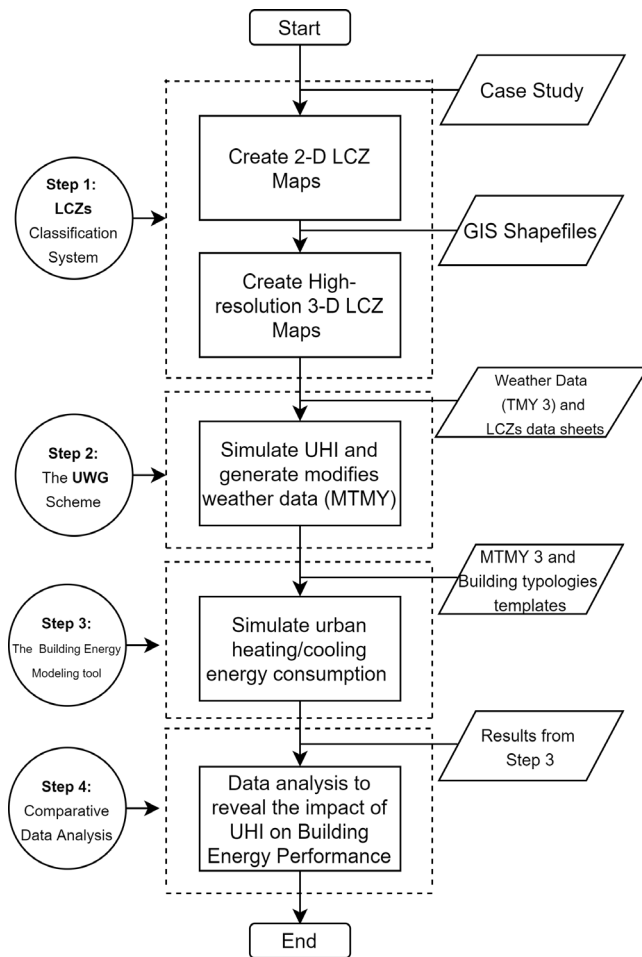 Start
Case Study
Create 2-D LCZ
Maps
Step 1:
LCZs
Classification
System
GIS Shapefiles
Create High-
resolution 3-D LCZ
Maps
Weather Data
(TMY 3) and
LCZs data sheets
Step 2:
The UWG
Scheme
Simulate UHI and
generate modifies
weather data (MTMY)
MTMY 3 and
Building typologies
templates
Step 3:
The Building Energy
Modeling tool
Simulate urban
heating/cooling
energy consumption
Results from
Step 3
Step 4:
Comparative
Data Analysis
Data analysis to
reveal the impact of
UHI on Building
Energy Performance
End